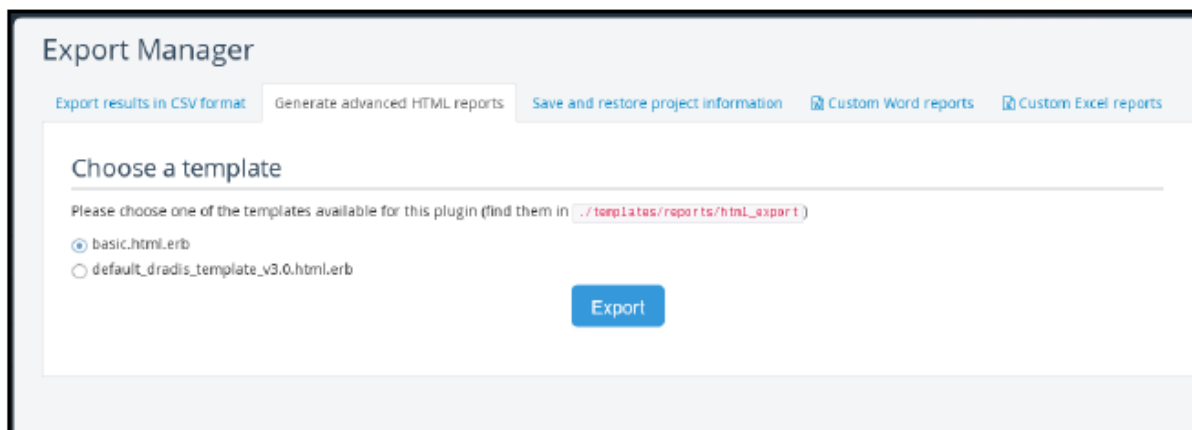 Export Manager
Export results in CSV format Generate advanced HTML reports Save and restore project information Custom Word reports Custom Excel reports
Choose a template
Please choose one of the templates available for this plugin (find them in ./templates/reports/html_export)
basic.html.erb
default_dradis_template_v3.0.html.erb
Export